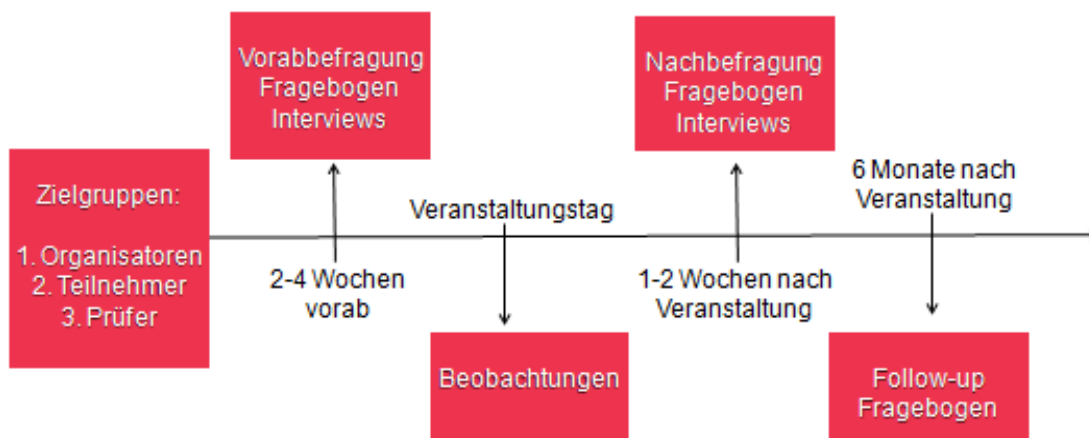 Zielgruppen:
1. Organisatoren
2. Teilnehmer
3. Prüfer
Vorabbefragung
Fragebogen
Interviews
2-4 Wochen
vorab
Veranstaltungstag
Beobachtungen
Nachbefragung
Fragebogen
Interviews
1-2 Wochen nach
Veranstaltung
6 Monate nach
Veranstaltung
Follow-up
Fragebogen